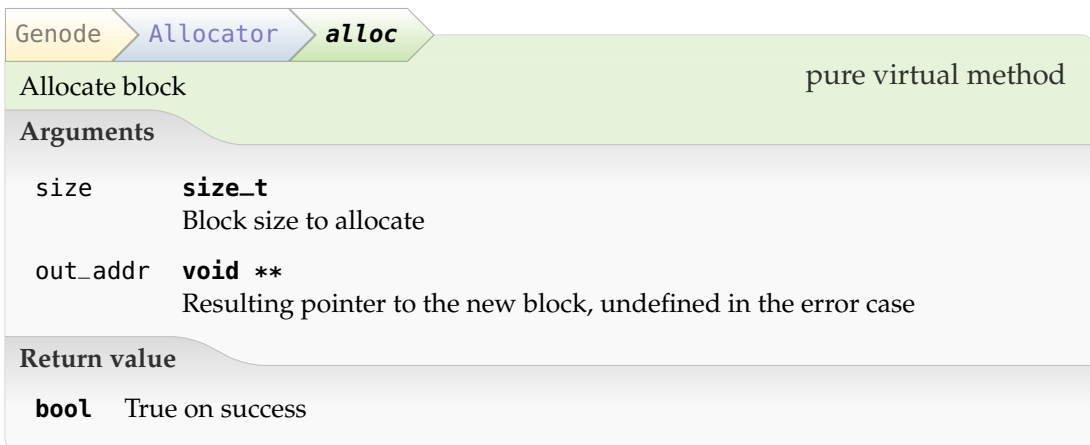 Genode Allocator alloc
Allocate block pure virtual method
Arguments
size size_t
Block size to allocate
out_addr void **
Resulting pointer to the new block, undefined in the error case
Return value
bool True on success